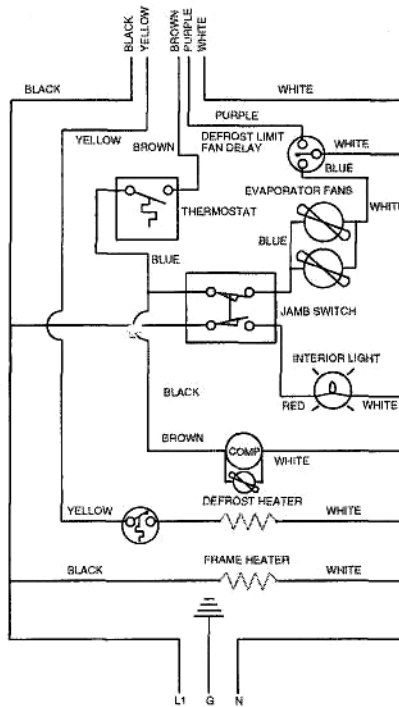 BLACK
YELLOW
BROWN
PURPLE
WHITE
BLACK
WHITE
PURPLE
YELLOW
DEFROST LIMIT
FAN DELAY
WHITE
BROWN
BLUE
EVAPORATOR FANS
THERMOSTAT
WHITE
BLUE
BLUE
JAMB SWITCH
INTERIOR LIGHT
BLACK
RED
WHITE
BROWN
COMP
WHITE
DEFROST HEATER
YELLOW
WHITE
FRAME HEATER
BLACK
WHITE
L1
G
N